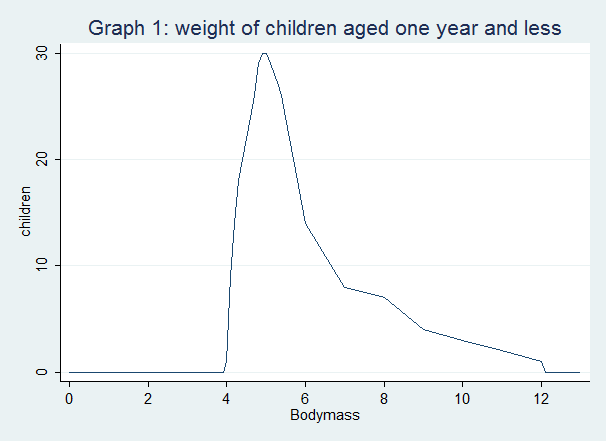 Graph 1: weight of children aged one year and less
30
20
10
0
children
0 2 4 6 8 10 12
Bodymass